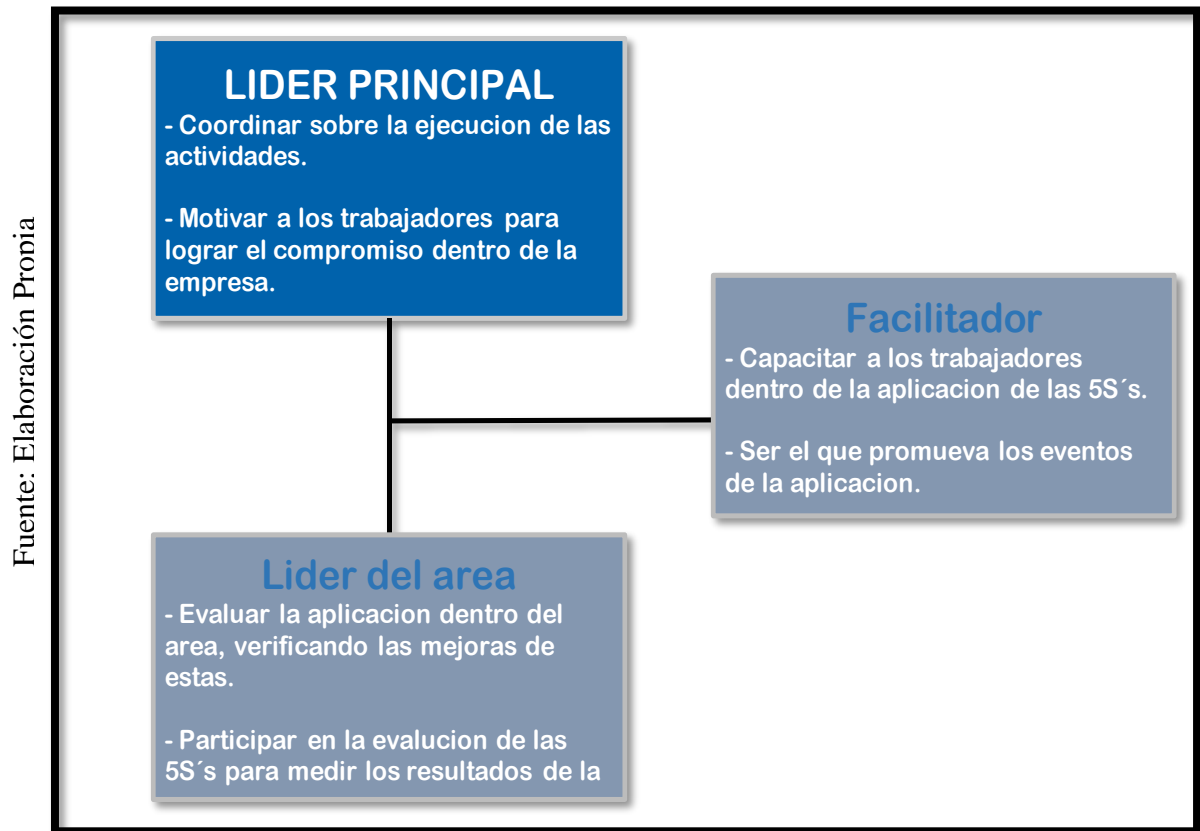 Fuente: Elaboración Propia
LIDER PRINCIPAL
- Coordinar sobre la ejecucion de las
actividades.
- Motivar a los trabajadores para
lograr el compromiso dentro de la
empresa.
Facilitador
- Capacitar a los trabajadores
dentro de la aplicacion de las 5S´s.
- Ser el que promueva los eventos
de la aplicacion.
Lider del area
- Evaluar la aplicacion dentro del
area, verificando las mejoras de
estas.
- Participar en la evalucion de las
5S´s para medir los resultados de la